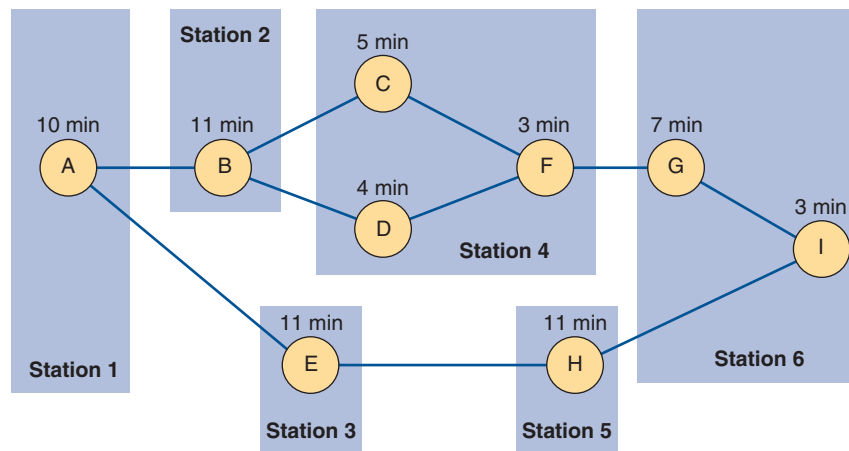 Station 2
5 min
C
10 min
A
11 min
B
3 min
F
7 min
G
4 min
D
3 min
I
Station 4
11 min
E
11 min
H
Station 1
Station 6
Station 3
Station 5